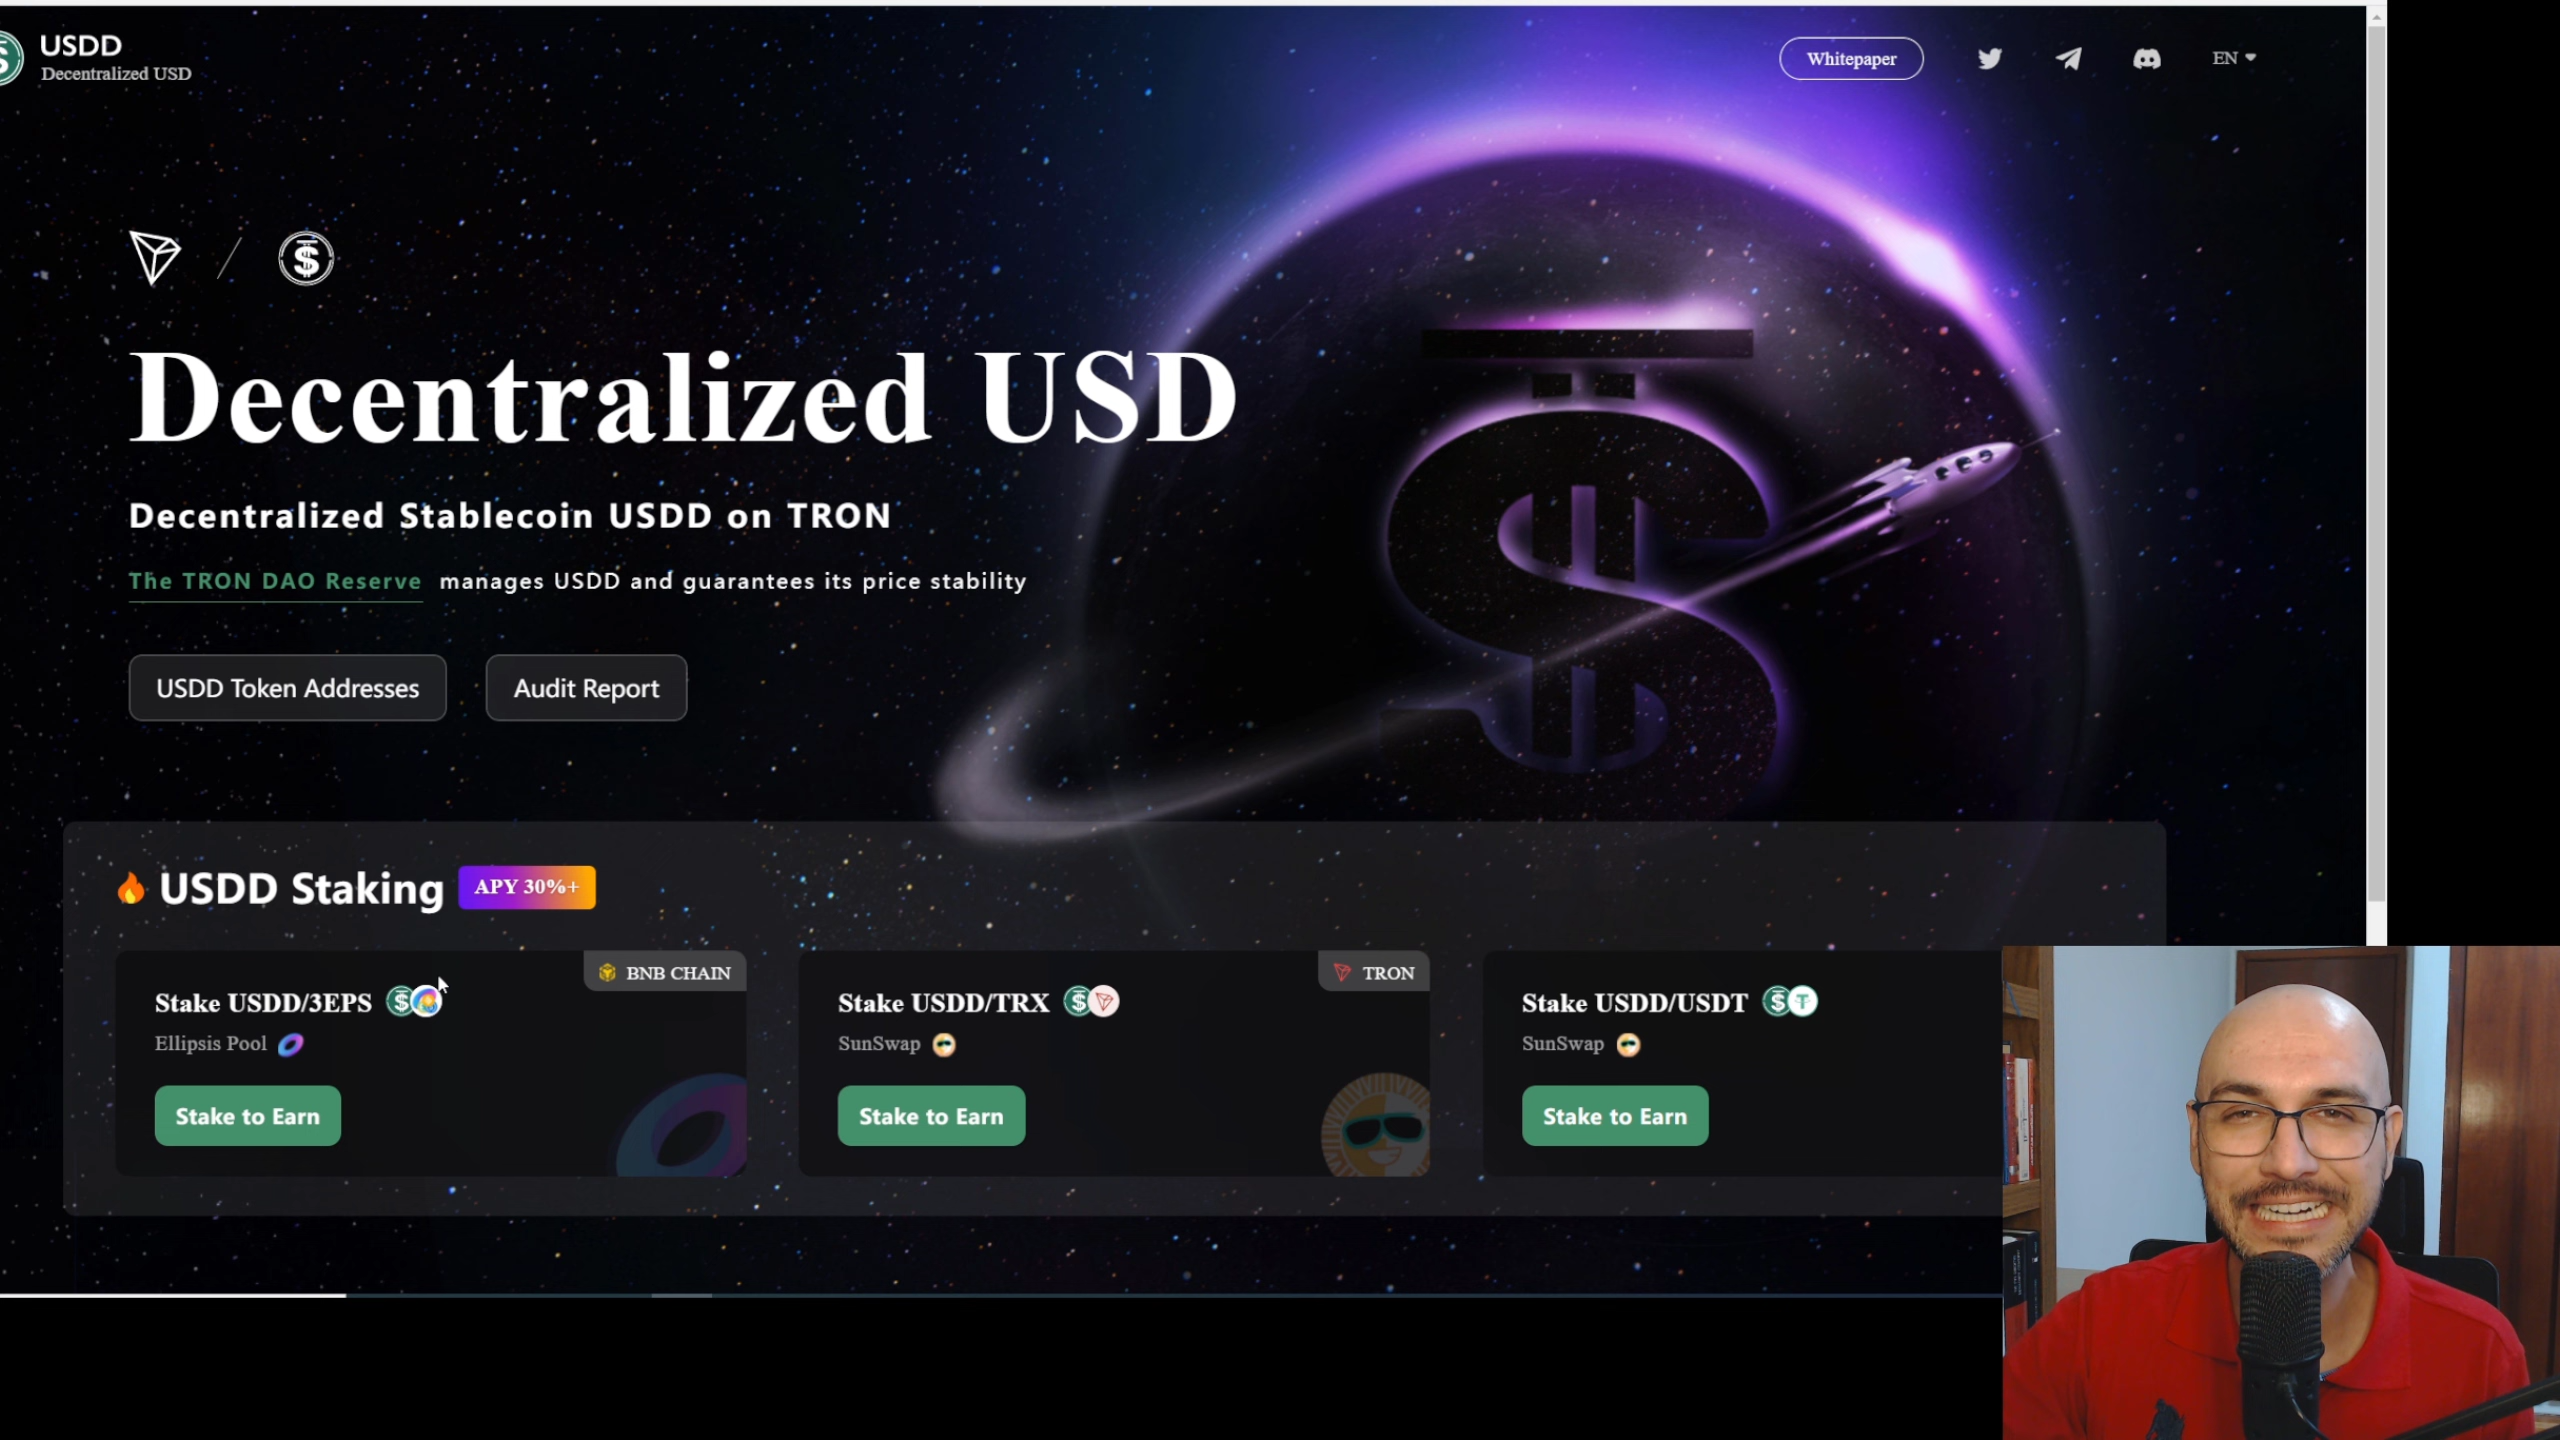 USDD
Decentralized USD
Whitepaper
EN
Decentralized USD
Decentralized Stablecoin USDD on TRON
The TRON DAO Reserve manages USDD and guarantees its price stability
USDD Token Addresses
Audit Report
USDD Staking
APY 30%+
BNB CHAIN
Stake USDD/3EPS
Ellipsis Pool
Stake to Earn
TRON
Stake USDD/TRX
SunSwap
Stake to Earn
Stake USDD/USDT
SunSwap
Stake to Earn